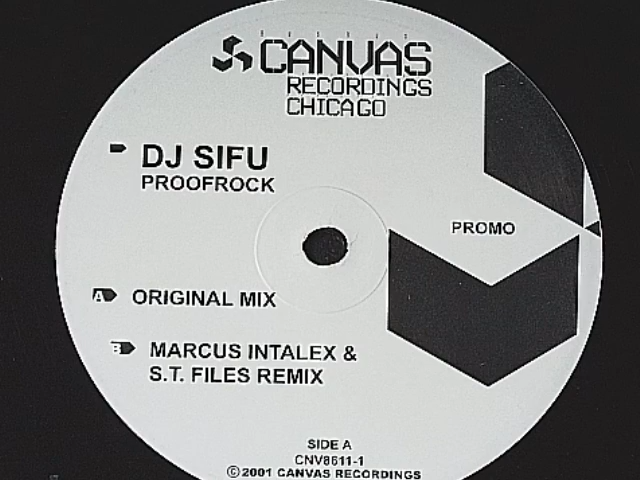 CANVAS
RECORDINGS
CHICAGO
DJ SIFU
PROOFROCK
PROMO
A ORIGINAL MIX
B MARCUS INTALEX &
S.T. FILES REMIX
SIDE A
CNV8611-1
©2001 CANVAS RECORDINGS